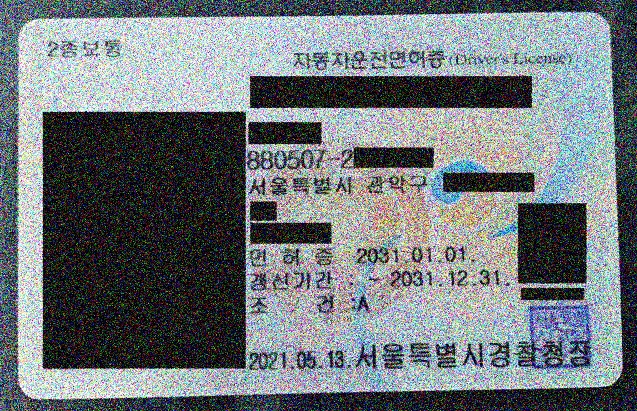 2종보통
자동차운전면허증(Driver's License)
880507-2
서울특별시 관악구
면 허 증 2031.01.01.
갱신기간 : ~ 2031.12.31.
조 건 :A
2021.05.13. 서울특별시경찰청장